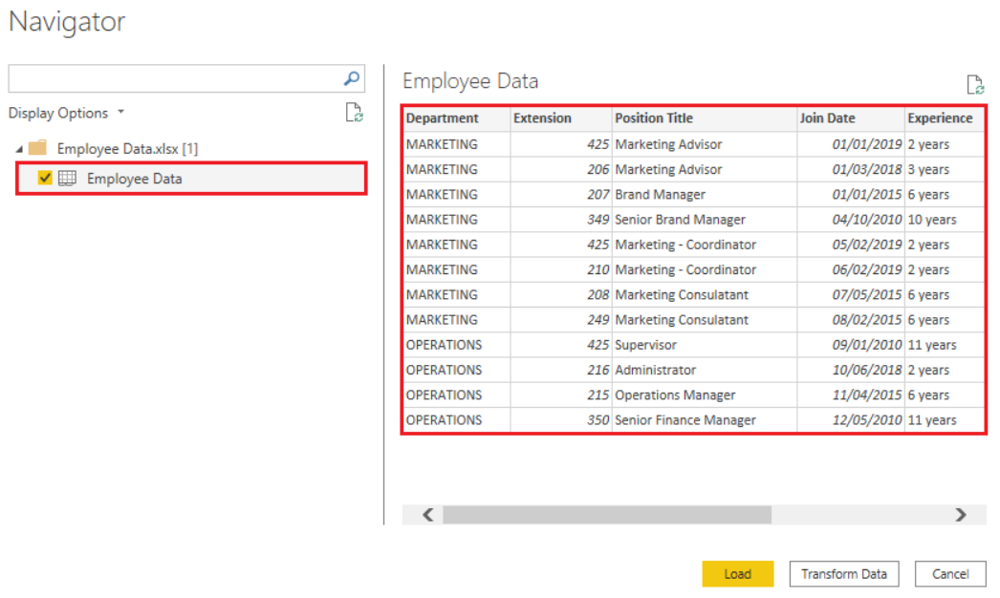 Navigator
Display Options
Employee Data.xlsx [1]
Employee Data
Employee Data
Department Extension Position Title Join Date Experience
MARKETING 425 Marketing Advisor 01/01/2019 2 years
MARKETING 206 Marketing Advisor 01/03/2018 3 years
MARKETING 207 Brand Manager 01/01/2015 6 years
MARKETING 349 Senior Brand Manager 04/10/2010 10 years
MARKETING 425 Marketing - Coordinator 05/02/2019 2 years
MARKETING 210 Marketing - Coordinator 06/02/2019 2 years
MARKETING 208 Marketing Consulatant 07/05/2015 6 years
MARKETING 249 Marketing Consulatant 08/02/2015 6 years
OPERATIONS 425 Supervisor 09/01/2010 11 years
OPERATIONS 216 Administrator 10/06/2018 2 years
OPERATIONS 215 Operations Manager 11/04/2015 6 years
OPERATIONS 350 Senior Finance Manager 12/05/2010 11 years
Load Transform Data Cancel